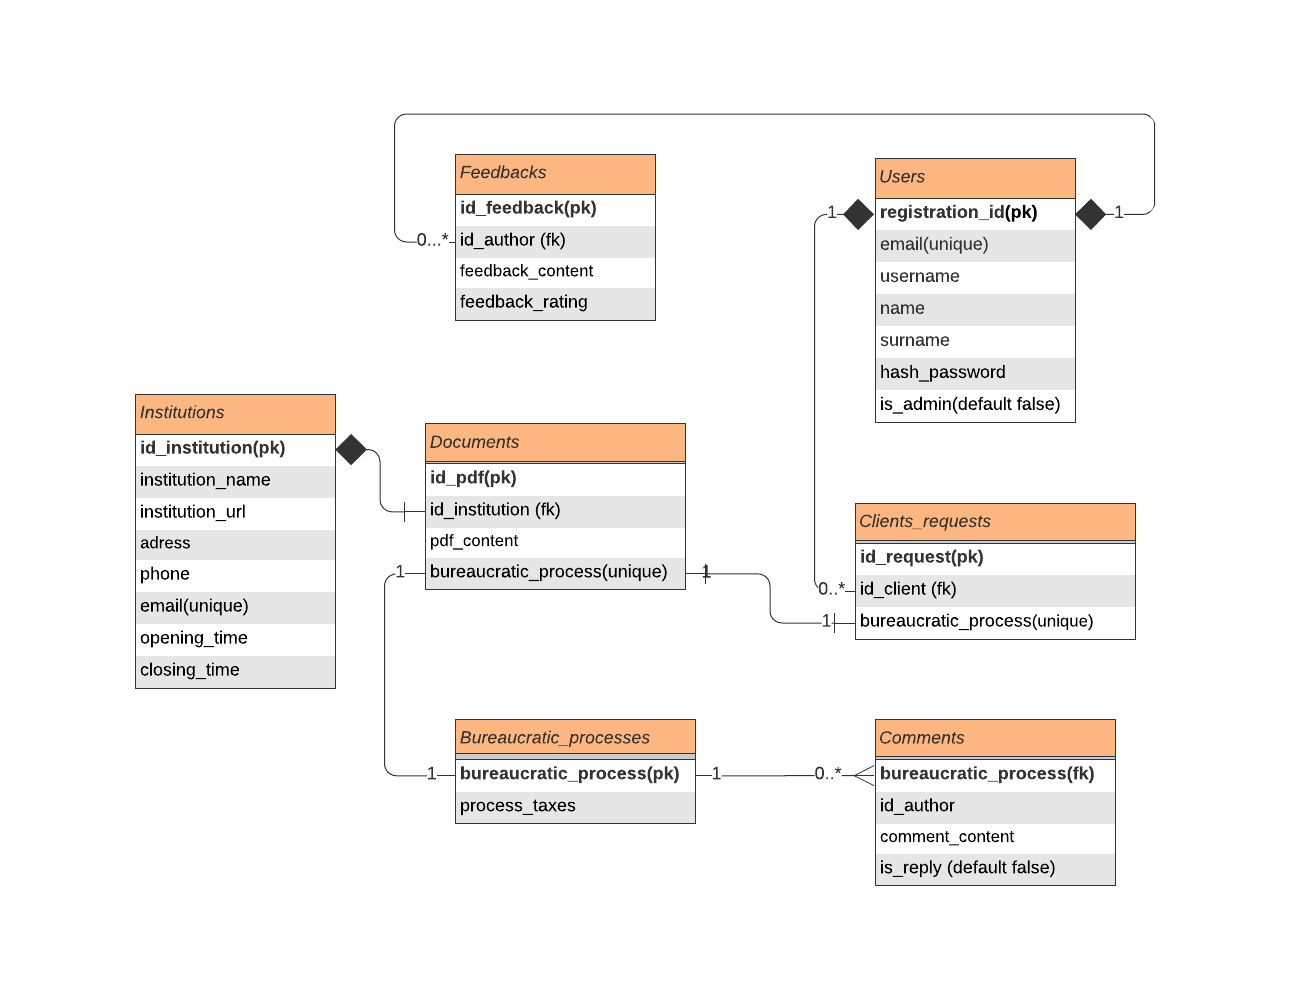 Feedbacks
id_feedback(pk)
0...*
id_author (fk)
feedback_content
feedback_rating
Users
1
registration_id(pk)
1
email(unique)
username
name
surname
hash_password
is_admin(default false)
Institutions
id_institution(pk)
institution_name
institution_url
adress
phone
email(unique)
opening_time
closing_time
Documents
id_pdf(pk)
id_institution (fk)
pdf_content
1
bureaucratic_process(unique)
1
Clients_requests
id_request(pk)
0..*
id_client (fk)
1
bureaucratic_process(unique)
Bureaucratic_processes
1
bureaucratic_process(pk)
1
process_taxes
Comments
0..*
bureaucratic_process(fk)
id_author
comment_content
is_reply (default false)